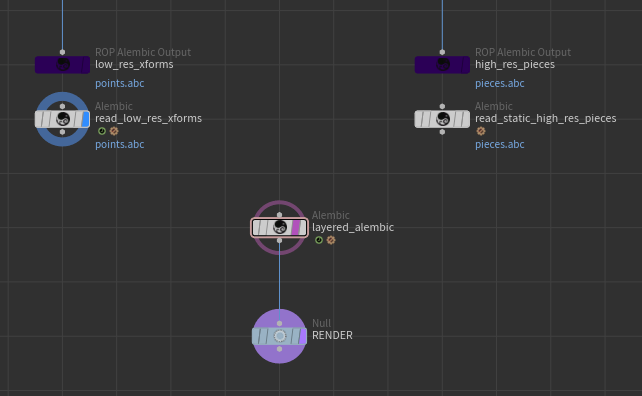 ROP Alembic Output
low_res_xforms
points.abc
Alembic
read_low_res_xforms
points.abc
ROP Alembic Output
high_res_pieces
pieces.abc
Alembic
read_static_high_res_pieces
pieces.abc
Alembic
layered_alembic
Null
RENDER